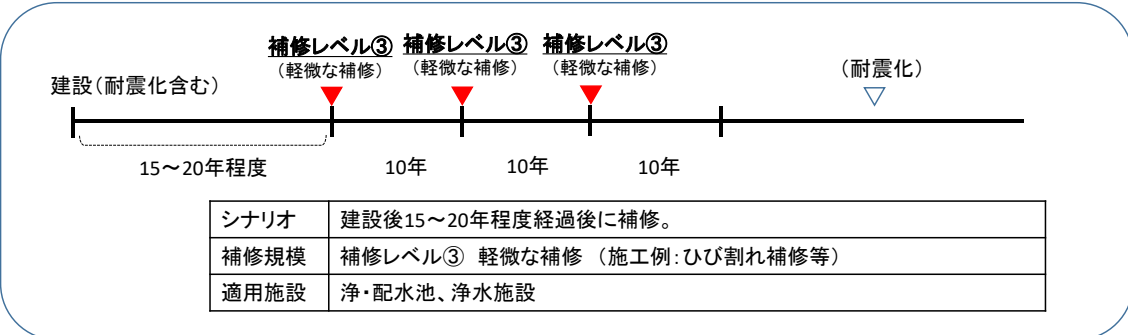 補修レベル③ 補修レベル③ 補修レベル③
（軽微な補修） （軽微な補修） （軽微な補修）
（耐震化）
建設（耐震化含む）
15～20年程度 10年 10年 10年
シナリオ 建設後15～20年程度経過後に補修。
補修規模 補修レベル③ 軽微な補修 （施工例：ひび割れ補修等）
適用施設 浄・配水池、浄水施設